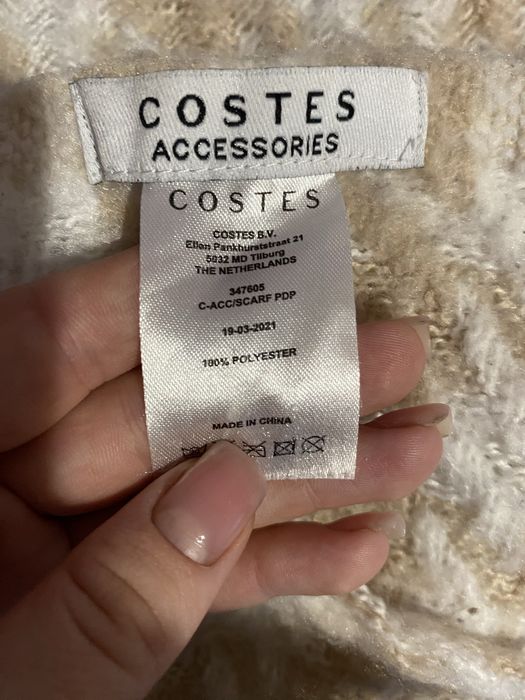 COSTES
ACCESSORIES
COSTES
COSTES B.V.
Ellen Pankhurststraat 21
5032 MD Tilburg
THE NETHERLANDS
347605
C-ACC/SCARF PDP
19-03-2021
100% POLYESTER
MADE IN CHINA